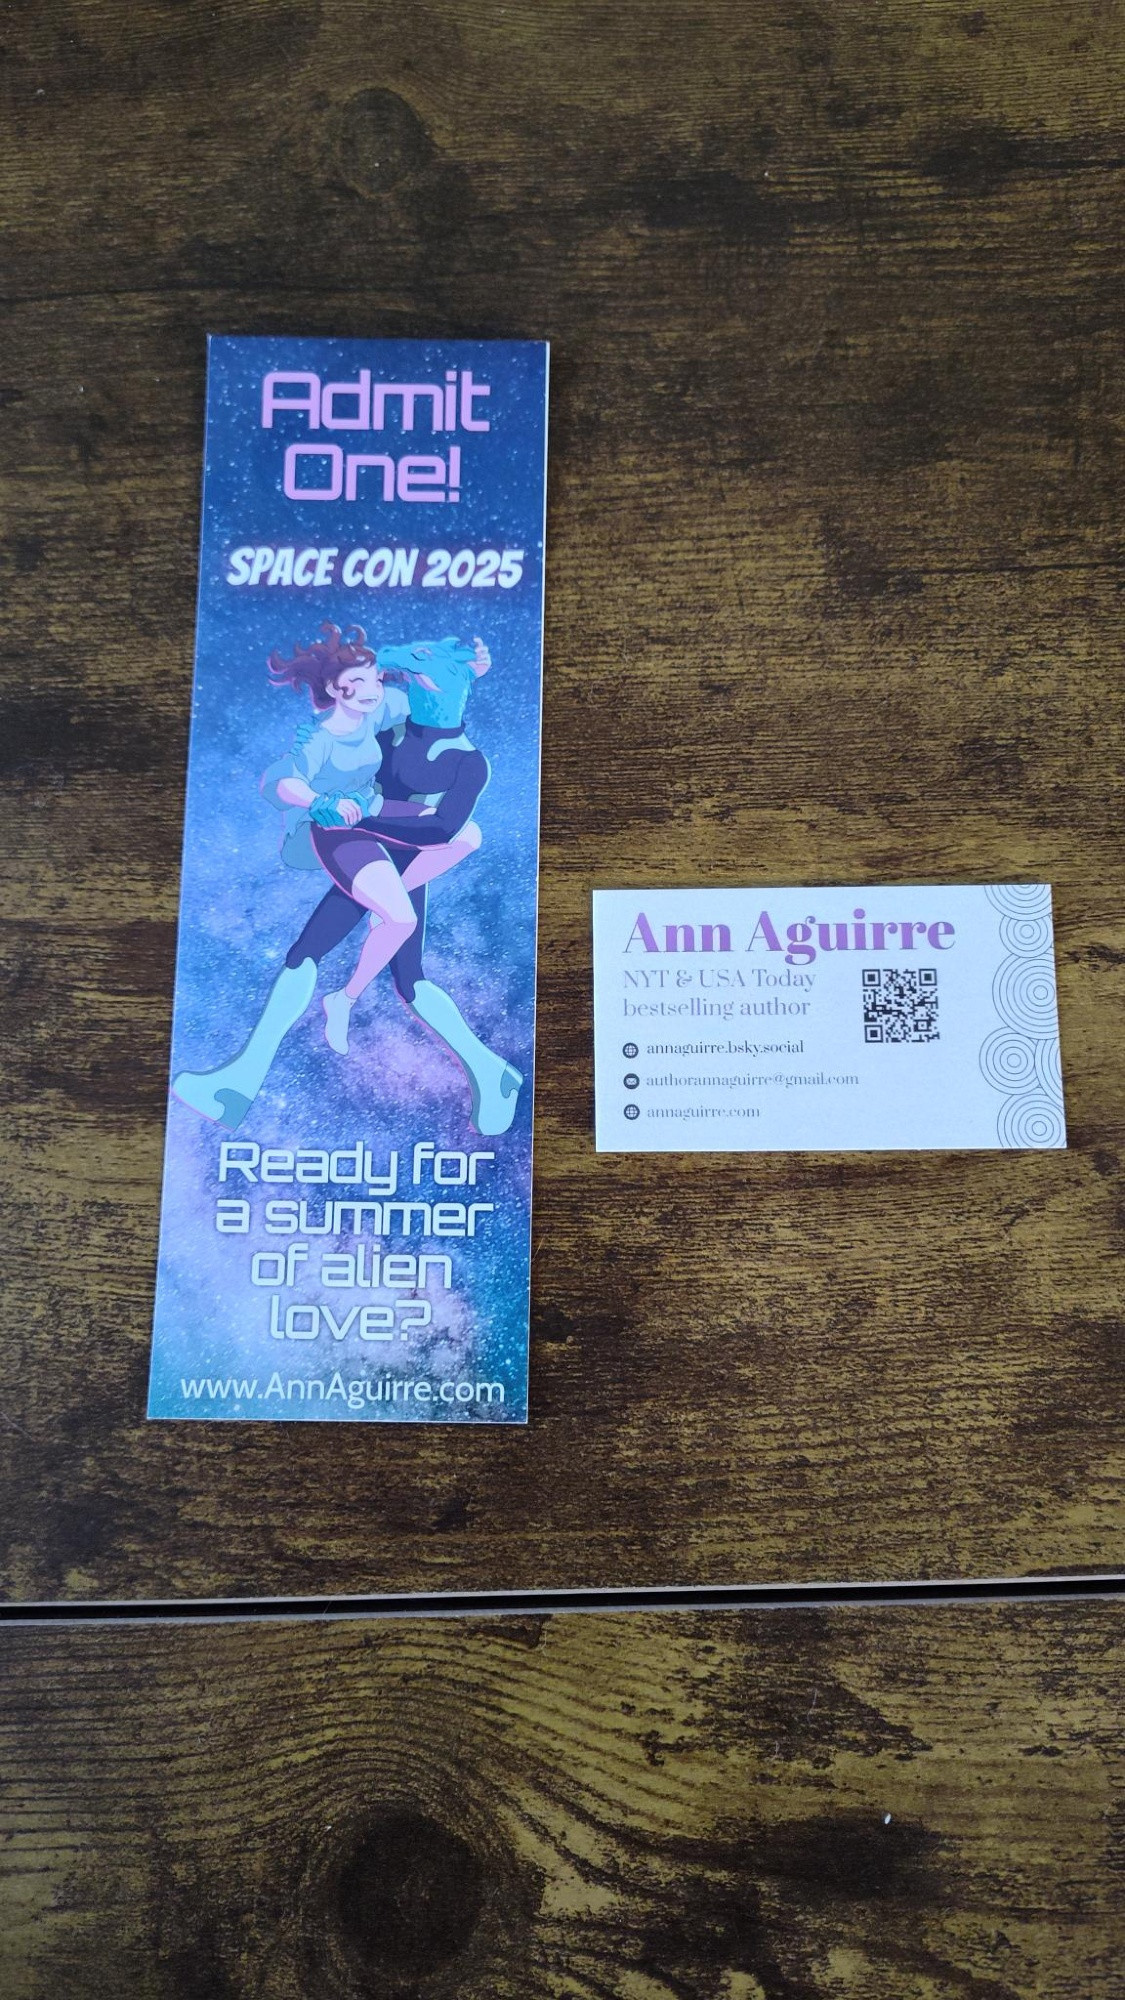 Admit
One!
SPACE CON 2025
Ready for
a summer
of alien
love?
www.AnnAguirre.com
Ann Aguirre
NYT & USA Today
bestselling author
annaguirre.bsky.social
authorannaguirre@gmail.com
annaguirre.com